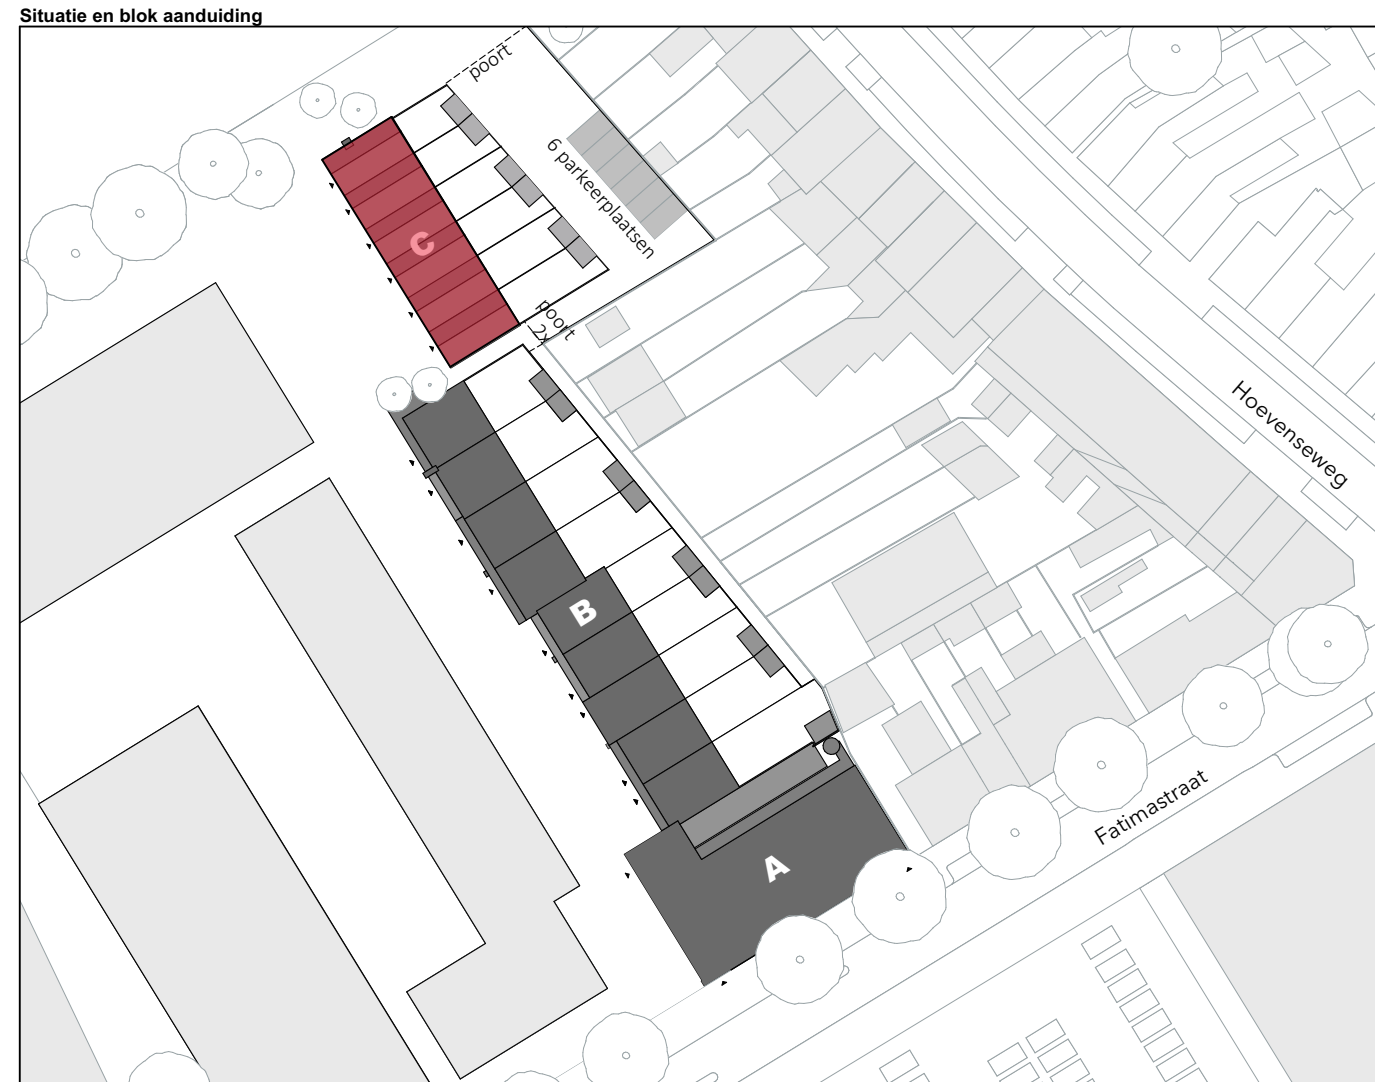 Situatie en blok aanduiding
poort
6 parkeerplaatsen
C
poort
2x
Hoevenseweg
B
Fatimastraat
A